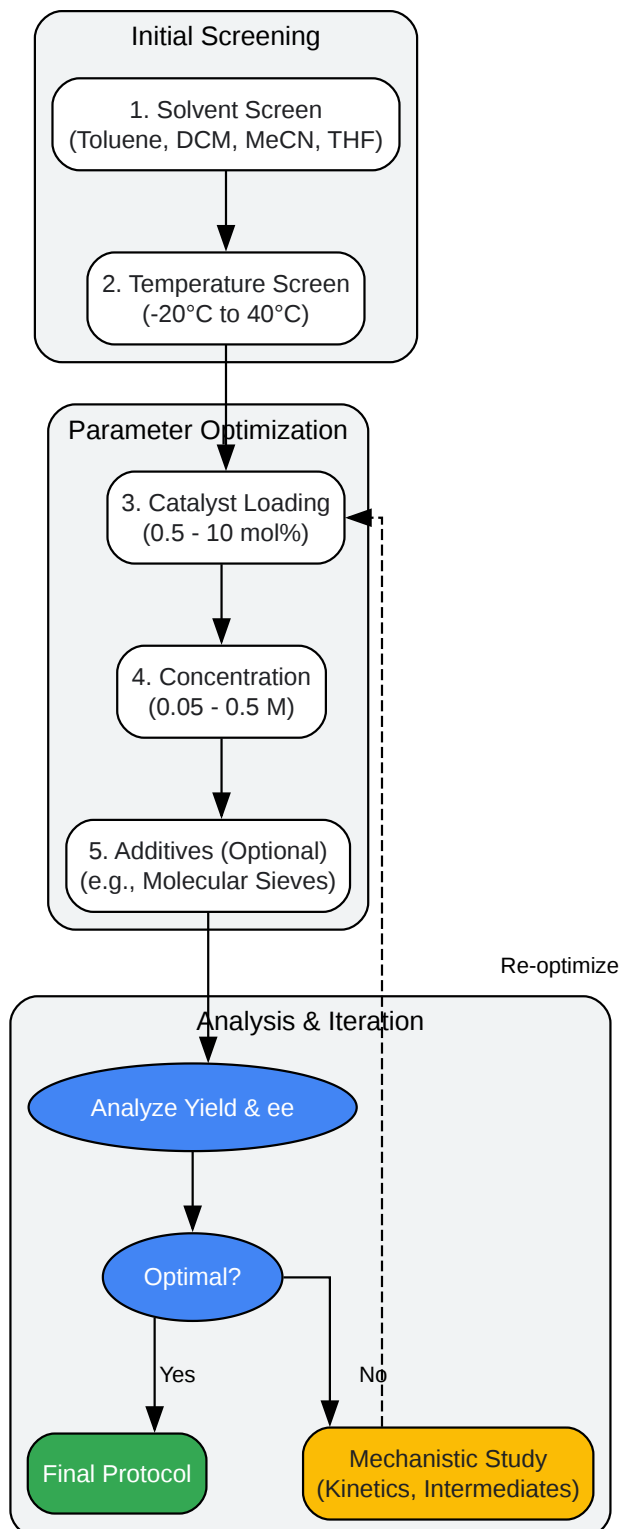 Initial Screening
1. Solvent Screen
(Toluene, DCM, MeCN, THF)
2. Temperature Screen
(-20°C to 40°C)
Parameter Optimization
3. Catalyst Loading
(0.5 - 10 mol%)
4. Concentration
(0.05 - 0.5 M)
5. Additives (Optional)
(e.g., Molecular Sieves)
Re-optimize
Analysis & Iteration
Analyze Yield & ee
Optimal?
Yes
No
Final Protocol
Mechanistic Study
(Kinetics, Intermediates)